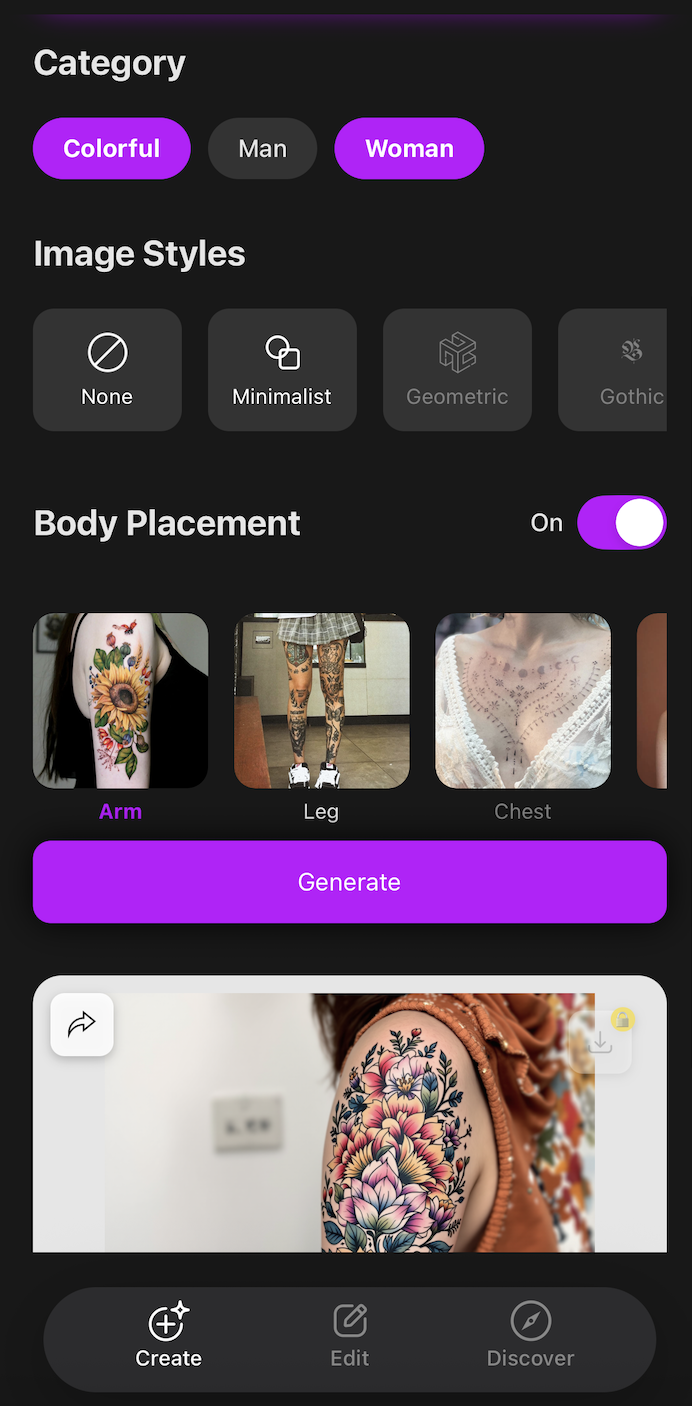 Category
Colorful
Man
Woman
Image Styles
None
Minimalist
Geometric
Gothic
Body Placement
On
Arm
Leg
Chest
Generate
Create
Edit
Discover